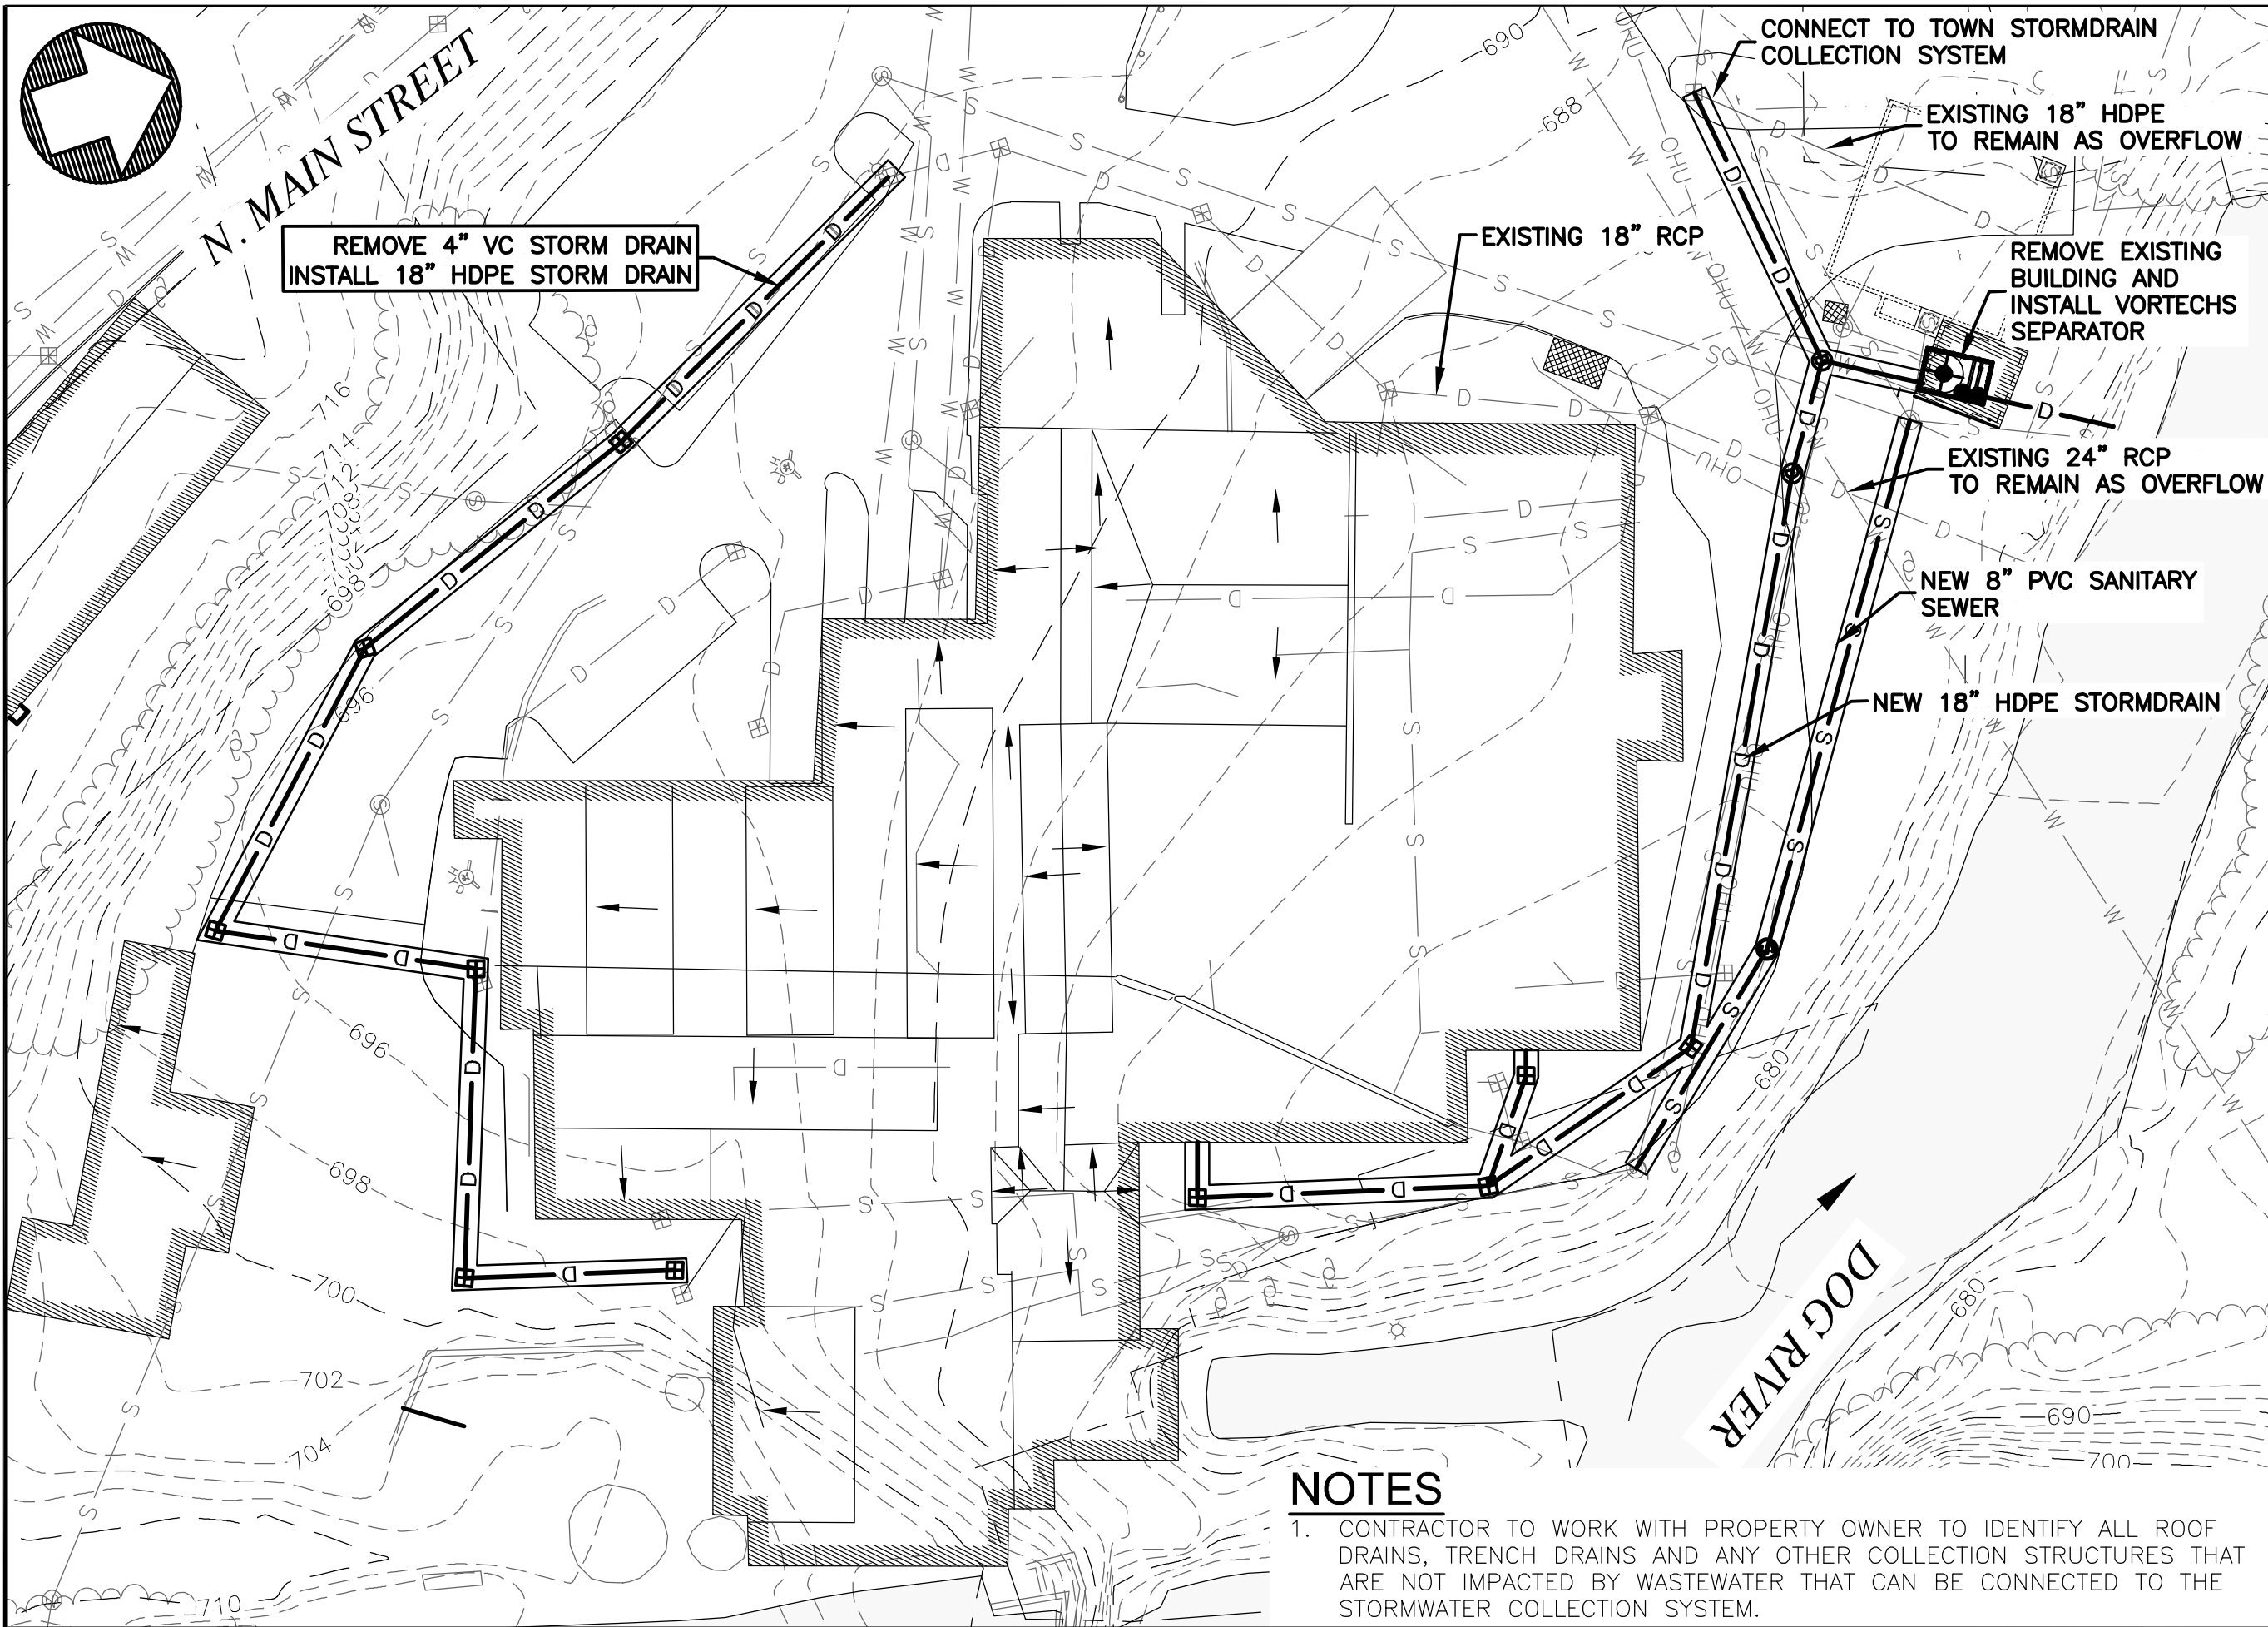 CONNECT TO TOWN STORMDRAIN
COLLECTION SYSTEM
EXISTING 18" HDPE
TO REMAIN AS OVERFLOW
N. MAIN STREET
REMOVE 4" VC STORM DRAIN
INSTALL 18" HDPE STORM DRAIN
EXISTING 18" RCP
REMOVE EXISTING
BUILDING AND
INSTALL VORTECHS
SEPARATOR
EXISTING 24" RCP
TO REMAIN AS OVERFLOW
NEW 8" PVC SANITARY
SEWER
NEW 18" HDPE STORMDRAIN
690
688
716
714
712
708
698
696
696
698
700
702
704
710
680
680
690
700
DOG RIVER
NOTES
1. CONTRACTOR TO WORK WITH PROPERTY OWNER TO IDENTIFY ALL ROOF
DRAINS, TRENCH DRAINS AND ANY OTHER COLLECTION STRUCTURES THAT
ARE NOT IMPACTED BY WASTEWATER THAT CAN BE CONNECTED TO THE
STORMWATER COLLECTION SYSTEM.